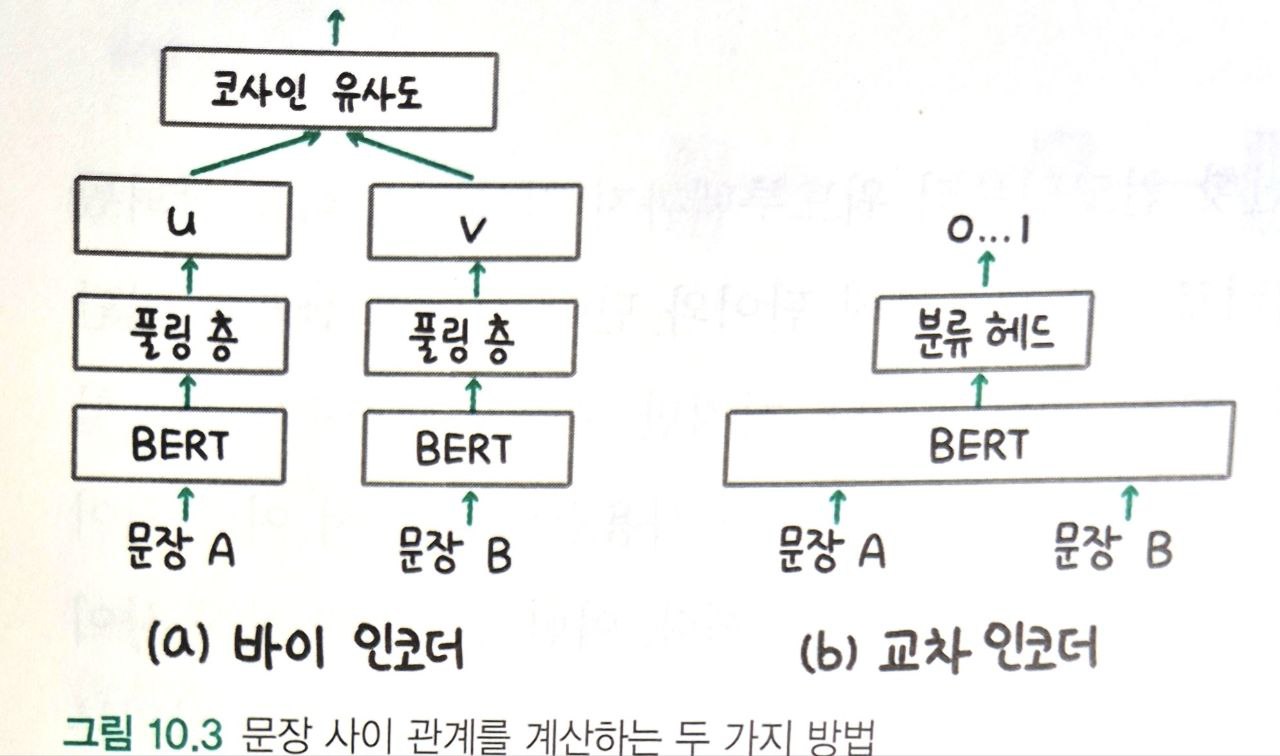 코사인 유사도
u
v
풀링 층
풀링 층
BERT
BERT
문장 A
문장 B
(a) 바이 인코더
0...1
분류 헤드
BERT
문장 A
문장 B
(b) 교차 인코더
그림 10.3 문장 사이 관계를 계산하는 두 가지 방법